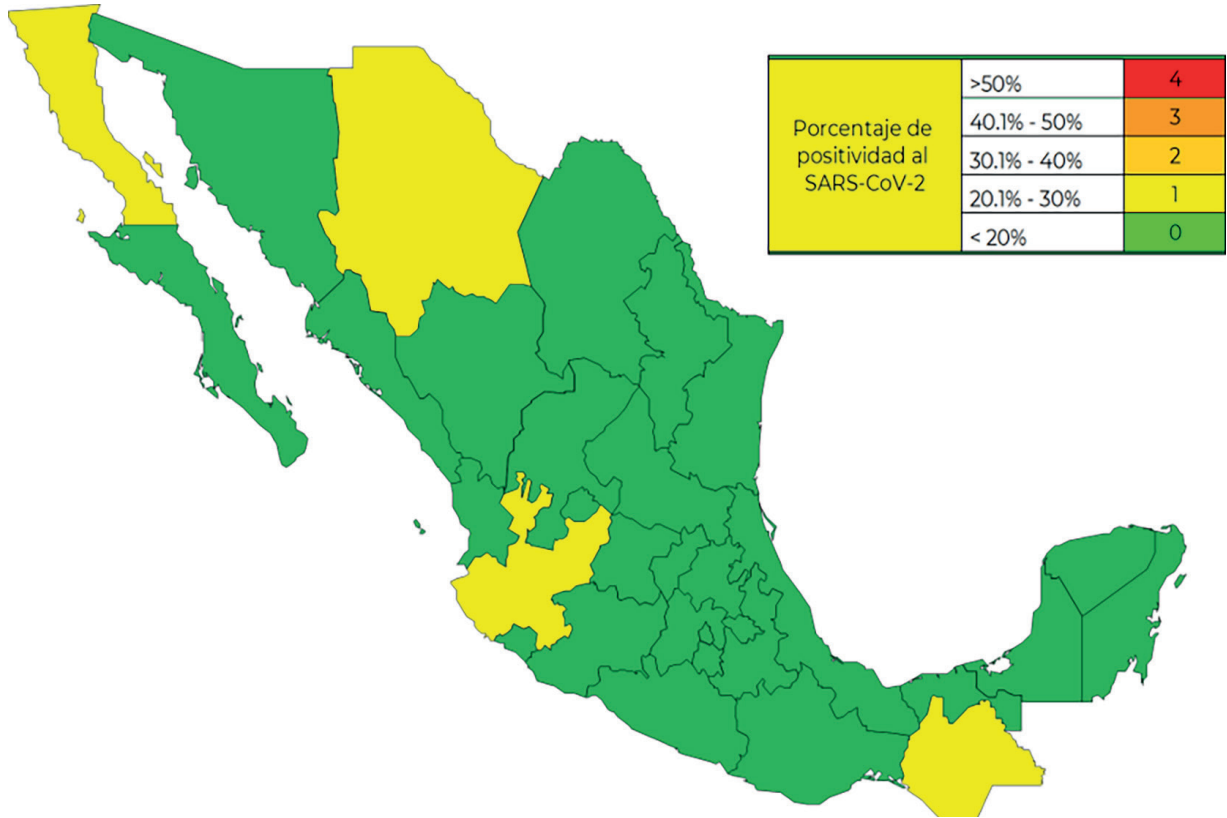 Porcentaje de
positividad al
SARS-CoV-2
>50% 4
40.1% - 50% 3
30.1% - 40% 2
20.1% - 30% 1
< 20% 0